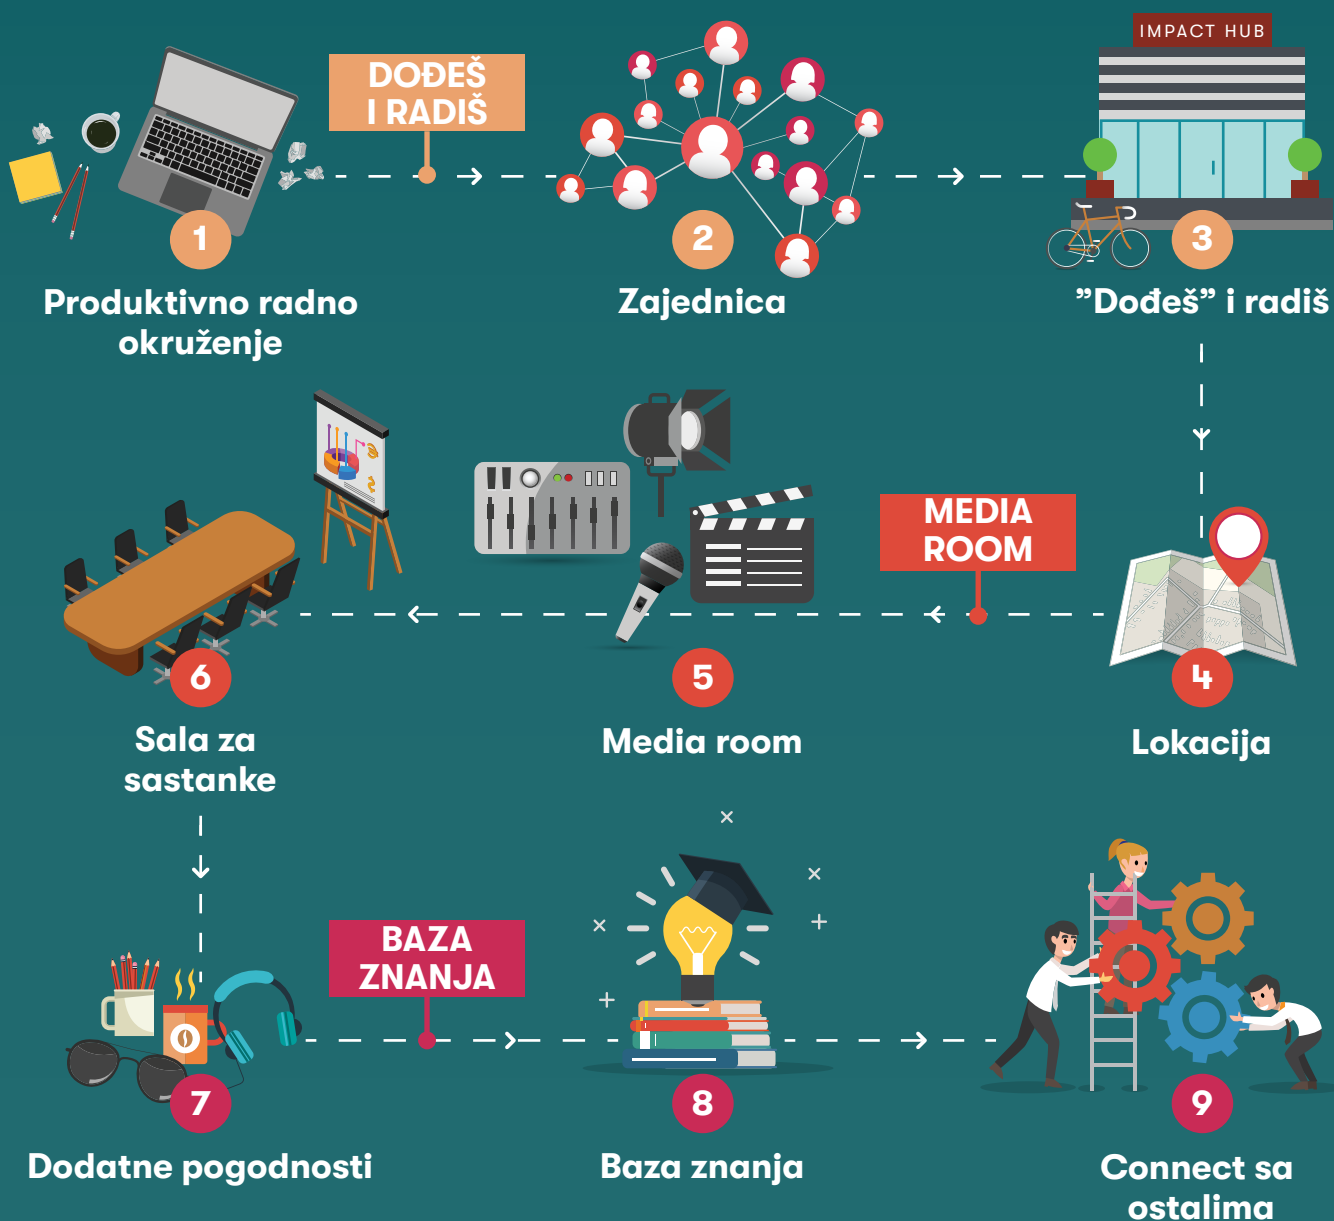 IMPACT HUB
DOĐEŠ
I RADIŠ
1
2
3
Produktivno radno
okruženje
Zajednica
”Dođeš” i radiš
MEDIA
ROOM
6
5
4
Sala za
sastanke
Media room
Lokacija
BAZA
ZNANJA
7
8
9
Dodatne pogodnosti
Baza znanja
Connect sa
ostalima